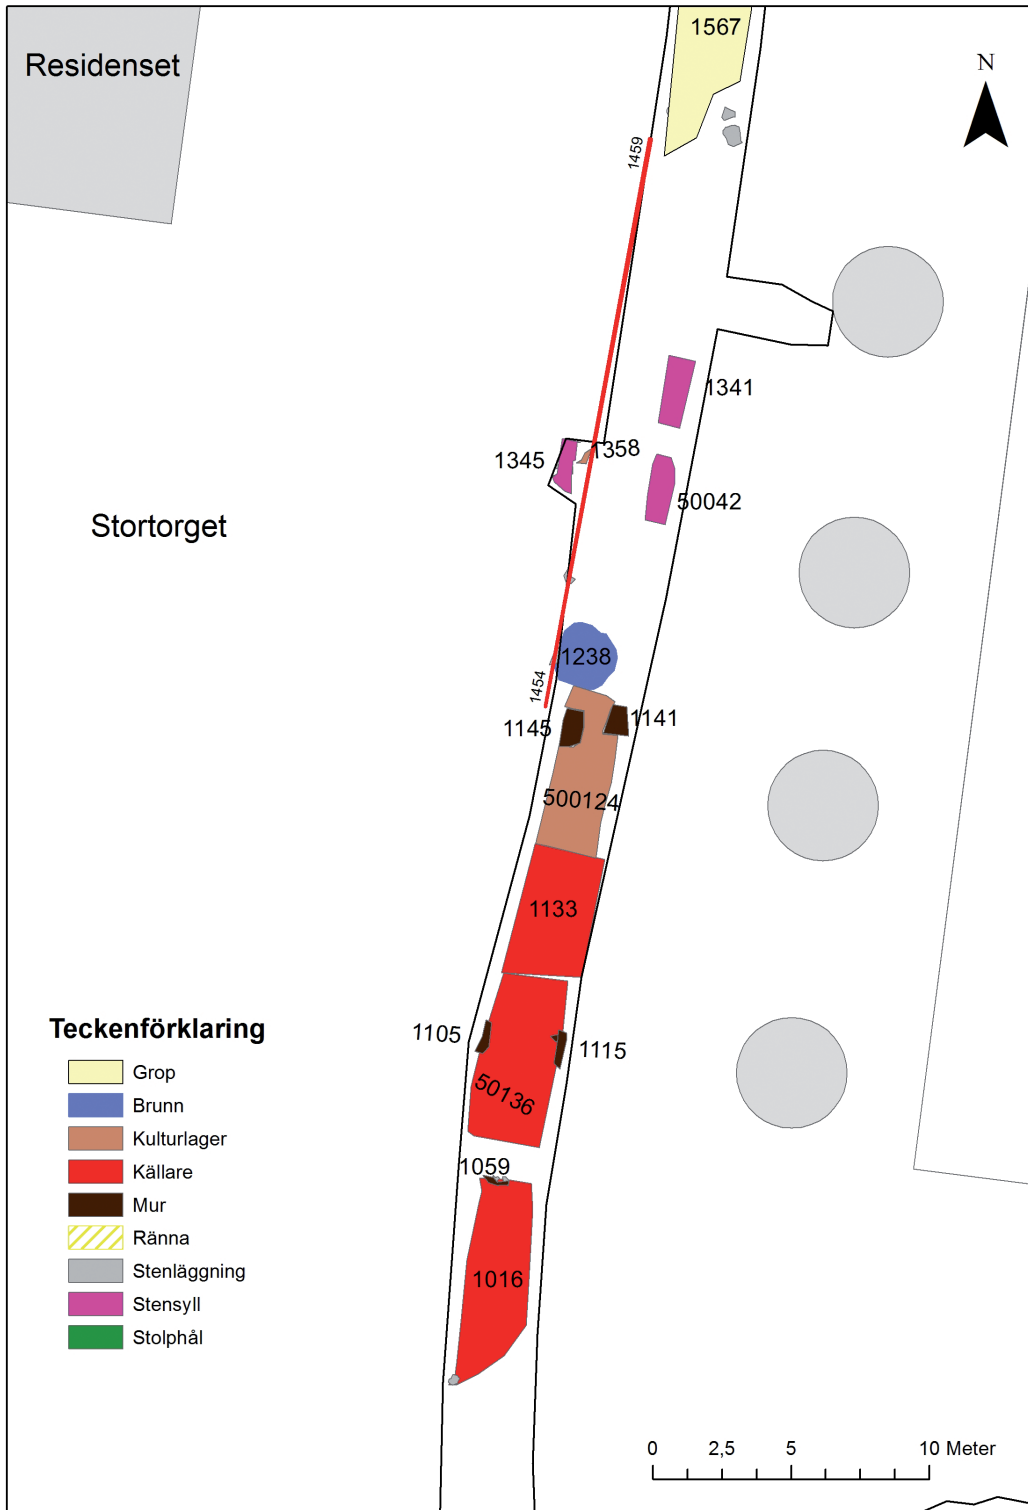 1567
Residenset
N
1459
1341
1358
1345
50042
Stortorget
1238
1454
1145
1141
500124
1133
Teckenförklaring
1105
1115
Grop
50136
Brunn
Kulturlager
1059
Källare
Mur
Ränna
Stenläggning
1016
Stensyll
Stolphål
0 2,5 5 10 Meter